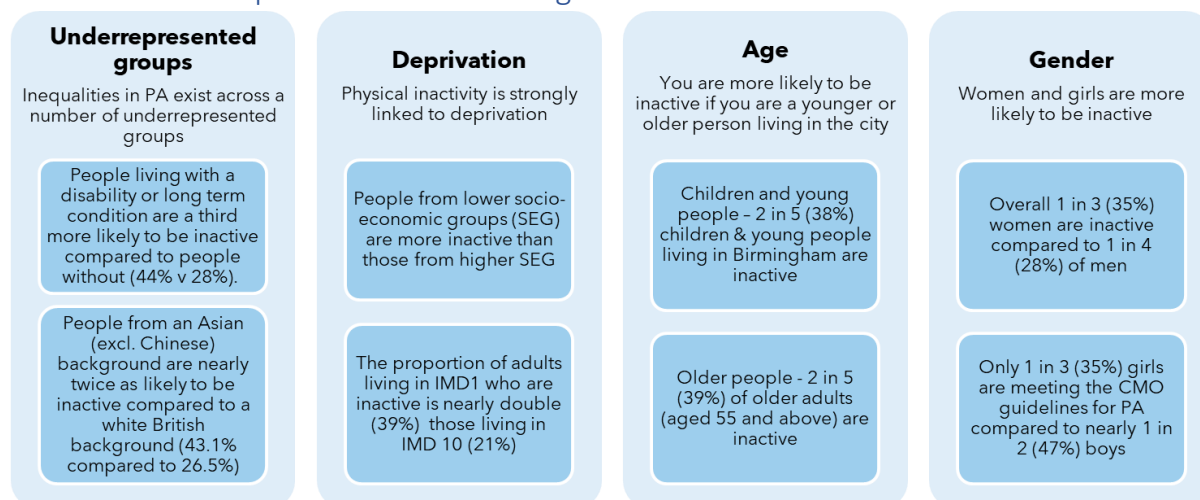 Underrepresented
groups
Inequalities in PA exist across a
number of underrepresented
groups
People living with a
disability or long term
condition are a third
more likely to be inactive
compared to people
without (44% v 28%).
People from an Asian
(excl. Chinese)
background are nearly
twice as likely to be
inactive compared to a
white British
background (43.1%
compared to 26.5%)
Deprivation
Physical inactivity is strongly
linked to deprivation
People from lower socio-
economic groups (SEG)
are more inactive than
those from higher SEG
The proportion of adults
living in IMD1 who are
inactive is nearly double
(39%) those living in
IMD 10 (21%)
Age
You are more likely to be
inactive if you are a younger or
older person living in the city
Children and young
people – 2 in 5 (38%)
children & young people
living in Birmingham are
inactive
Older people - 2 in 5
(39%) of older adults
(aged 55 and above) are
inactive
Gender
Women and girls are more
likely to be inactive
Overall 1 in 3 (35%)
women are inactive
compared to 1 in 4
(28%) of men
Only 1 in 3 (35%) girls
are meeting the CMO
guidelines for PA
compared to nearly 1 in
2 (47%) boys